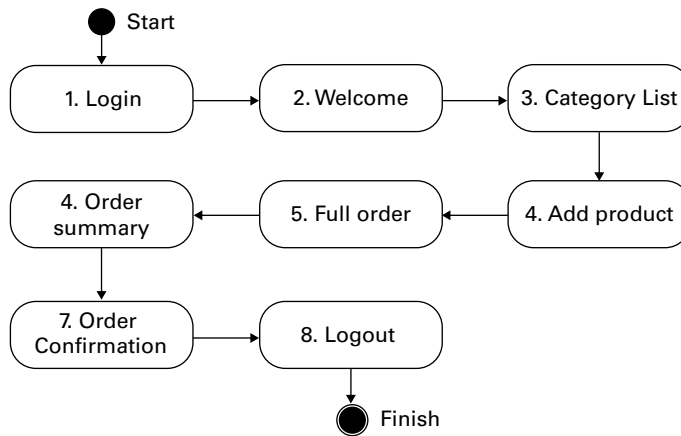 Start
1. Login
2. Welcome
3. Category List
4. Order
summary
5. Full order
4. Add product
7. Order
Confirmation
8. Logout
Finish